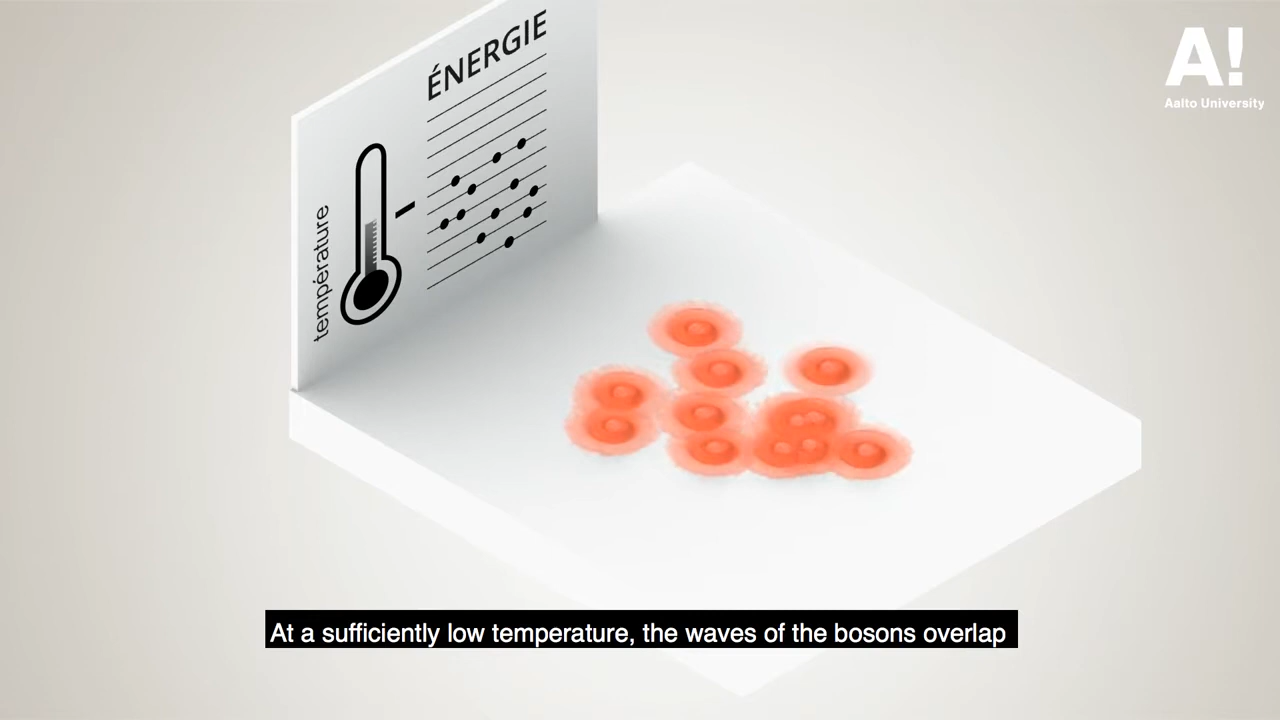 ÉNERGIE
température
A!
Aalto University
At a sufficiently low temperature, the waves of the bosons overlap